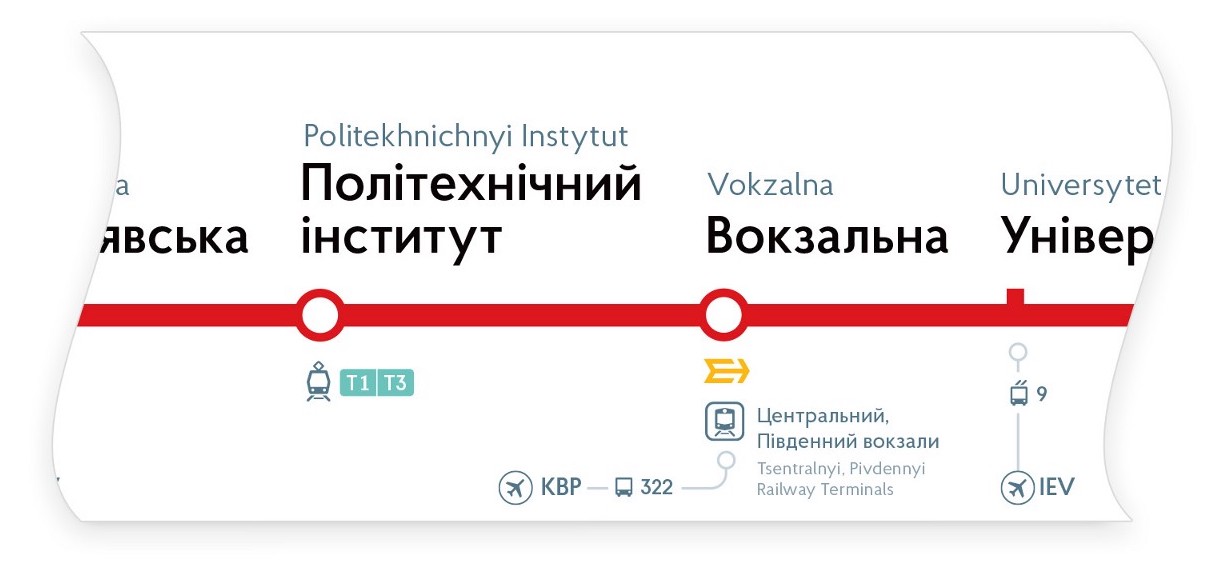 Politekhnichnyi Instytut
Політехнічний
інститут
Vokzalna
Вокзальна
Universytet
T1 T3
Центральний,
Південний вокзали
Tsentralnyi, Pivdennyi
Railway Terminals
KBP 322
9
IEV